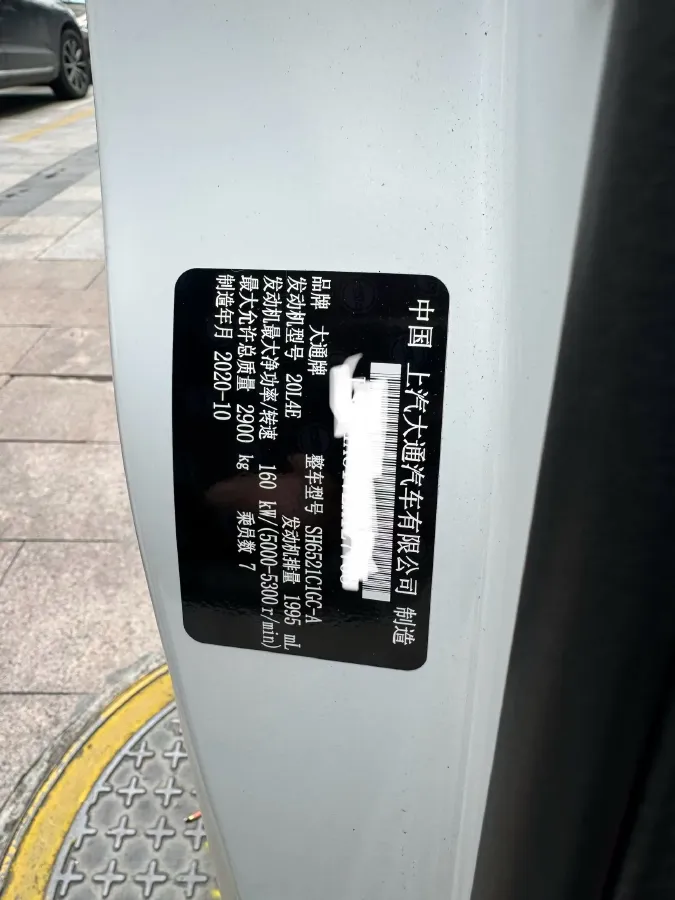 中国 上汽大通汽车有限公司 制造
品牌 大通牌 整车型号 SH6521C1GC-A
发动机型号 20L4E 发动机排量 1995 mL
发动机最大净功率/转速 160 kW/(5000-5300r/min)
最大允许总质量 2900 kg 乘员数 7
制造年月 2020-10